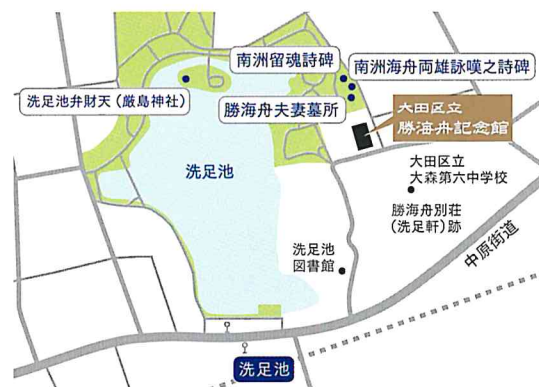 南洲留魂詩碑
南洲海舟両雄詠嘆之詩碑
洗足池弁財天（厳島神社）
勝海舟夫妻墓所
大田区立
勝海舟記念館
洗足池
大田区立
大森第六中学校
勝海舟別荘
（洗足軒）跡
中原街道
洗足池
図書館
洗足池